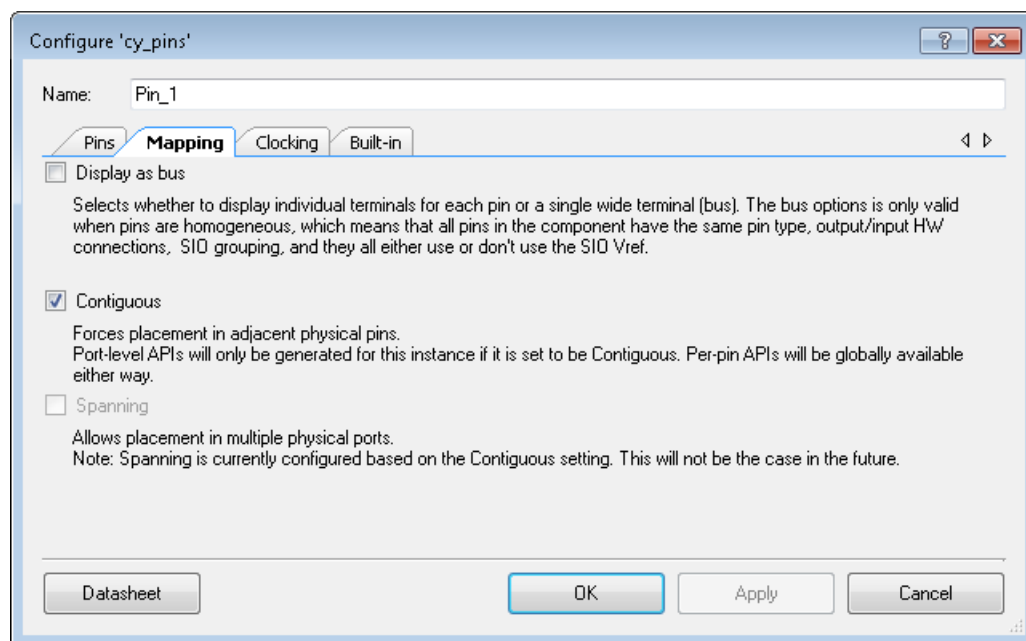 Configure 'cy_pins'
Name: Pin_1
Pins Mapping Clocking Built-in
Display as bus
Selects whether to display individual terminals for each pin or a single wide terminal (bus). The bus options is only valid
when pins are homogeneous, which means that all pins in the component have the same pin type, output/input HW
connections, SIO grouping, and they all either use or don't use the SIO Vref.
Contiguous
Forces placement in adjacent physical pins.
Port-level APIs will only be generated for this instance if it is set to be Contiguous. Per-pin APIs will be globally available
either way.
Spanning
Allows placement in multiple physical ports.
Note: Spanning is currently configured based on the Contiguous setting. This will not be the case in the future.
Datasheet OK Apply Cancel